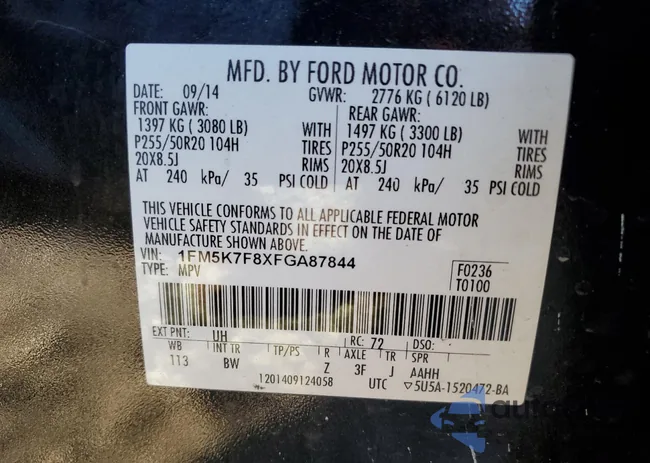 MFD. BY FORD MOTOR CO.
DATE: 09/14 GVWR: 2776 KG ( 6120 LB)
FRONT GAWR: REAR GAWR:
1397 KG ( 3080 LB) WITH 1497 KG ( 3300 LB) WITH
P255/50R20 104H TIRES P255/50R20 104H TIRES
20X8.5J RIMS 20X8.5J RIMS
AT 240 kPa/ 35 PSI COLD AT 240 kPa/ 35 PSI COLD
THIS VEHICLE CONFORMS TO ALL APPLICABLE FEDERAL MOTOR
VEHICLE SAFETY STANDARDS IN EFFECT ON THE DATE OF
MANUFACTURE SHOWN ABOVE.
VIN: 1FM5K7F8XFGA87844 F0236
TYPE: MPV T0100
EXT PNT: UH RC: 72 DSO:
WB INT TR TP/PS R AXLE TR SPR
113 BW Z 3F J AAHH
1201409124058 UTC ▽5U5A-1520472-BA